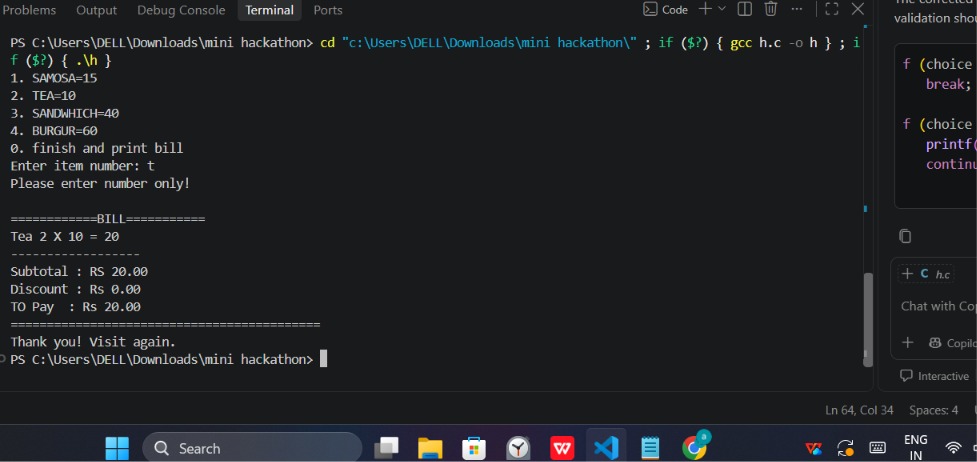 Problems Output Debug Console Terminal Ports
Code
PS C:\Users\DELL\Downloads\mini hackathon> cd "c:\Users\DELL\Downloads\mini hackathon\" ; if ($?) { gcc h.c -o h } ; i
f ($?) { .\h }
1. SAMOSA=15
2. TEA=10
3. SANDWHICH=40
4. BURGUR=60
0. finish and print bill
Enter item number: t
Please enter number only!
============BILL===========
Tea 2 X 10 = 20
------------------
Subtotal : RS 20.00
Discount : Rs 0.00
TO Pay  : Rs 20.00
===========================================
Thank you! Visit again.
PS C:\Users\DELL\Downloads\mini hackathon>
The corrected
validation shou
f (choice
break;
f (choice
printf(
continu
C h.c
Chat with Cop
Copilo
Interactive
Ln 64, Col 34 Spaces: 4
Search
ENG
IN